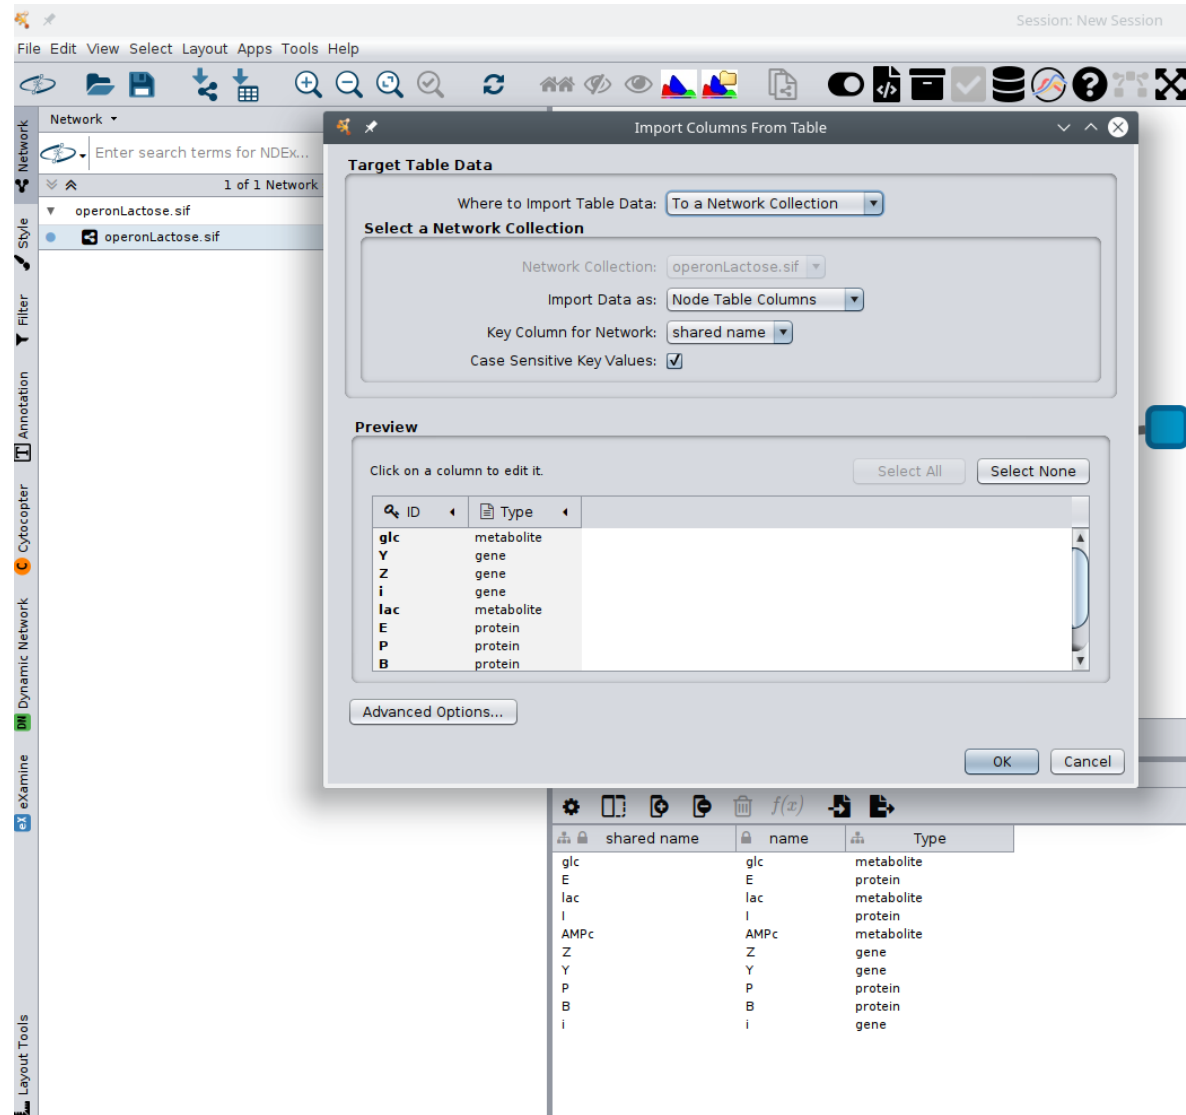 Session: New Session
File Edit View Select Layout Apps Tools Help
Network
Enter search terms for NDEx...
1 of 1 Network
operonLactose.sif
operonLactose.sif
Network
Style
Filter
T Annotation
C Cytocopter
DN Dynamic Network
eX eXamine
Layout Tools
Import Columns From Table
Target Table Data
Where to Import Table Data: To a Network Collection
Select a Network Collection
Network Collection: operonLactose.sif
Import Data as: Node Table Columns
Key Column for Network: shared name
Case Sensitive Key Values:
Preview
Click on a column to edit it. Select All Select None
ID Type
glc metabolite
Y gene
Z gene
i gene
lac metabolite
E protein
P protein
B protein
Advanced Options...
OK Cancel
f(x)
shared name name Type
glc glc metabolite
E E protein
lac lac metabolite
I I protein
AMPc AMPc metabolite
Z Z gene
Y Y gene
P P protein
B B protein
i i gene